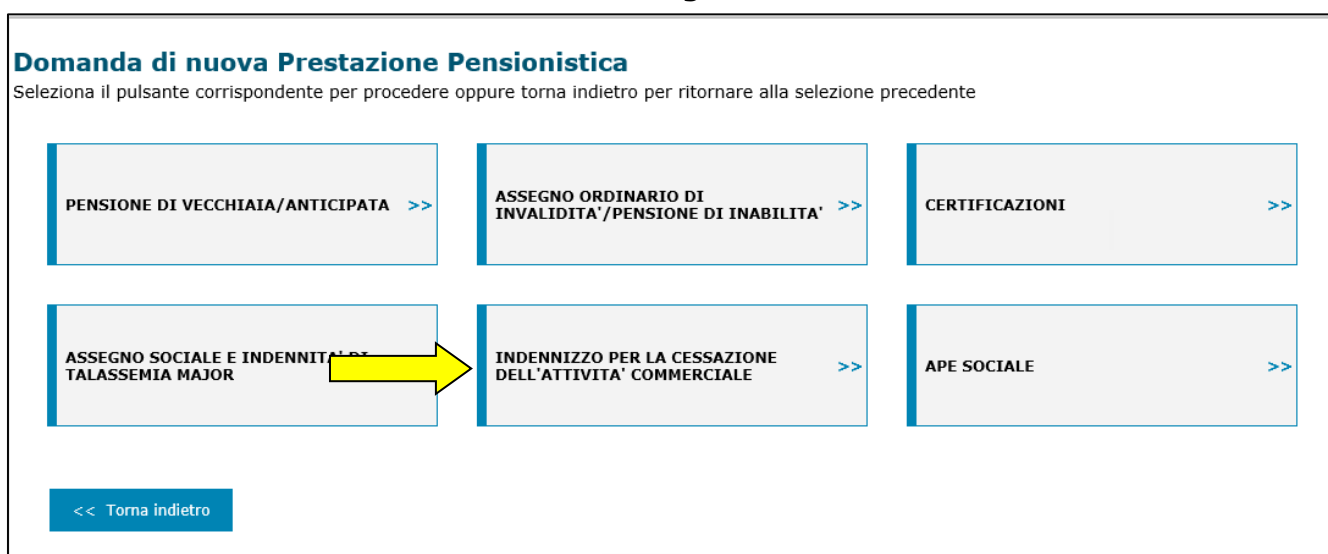 Domanda di nuova Prestazione Pensionistica
Seleziona il pulsante corrispondente per procedere oppure torna indietro per ritornare alla selezione precedente
PENSIONE DI VECCHIAIA/ANTICIPATA >>
ASSEGNO ORDINARIO DI
INVALIDITA'/PENSIONE DI INABILITA' >>
CERTIFICAZIONI >>
ASSEGNO SOCIALE E INDENNITA' DI
TALASSEMIA MAJOR
INDENNIZZO PER LA CESSAZIONE
DELL'ATTIVITA' COMMERCIALE >>
APE SOCIALE >>
<< Torna indietro